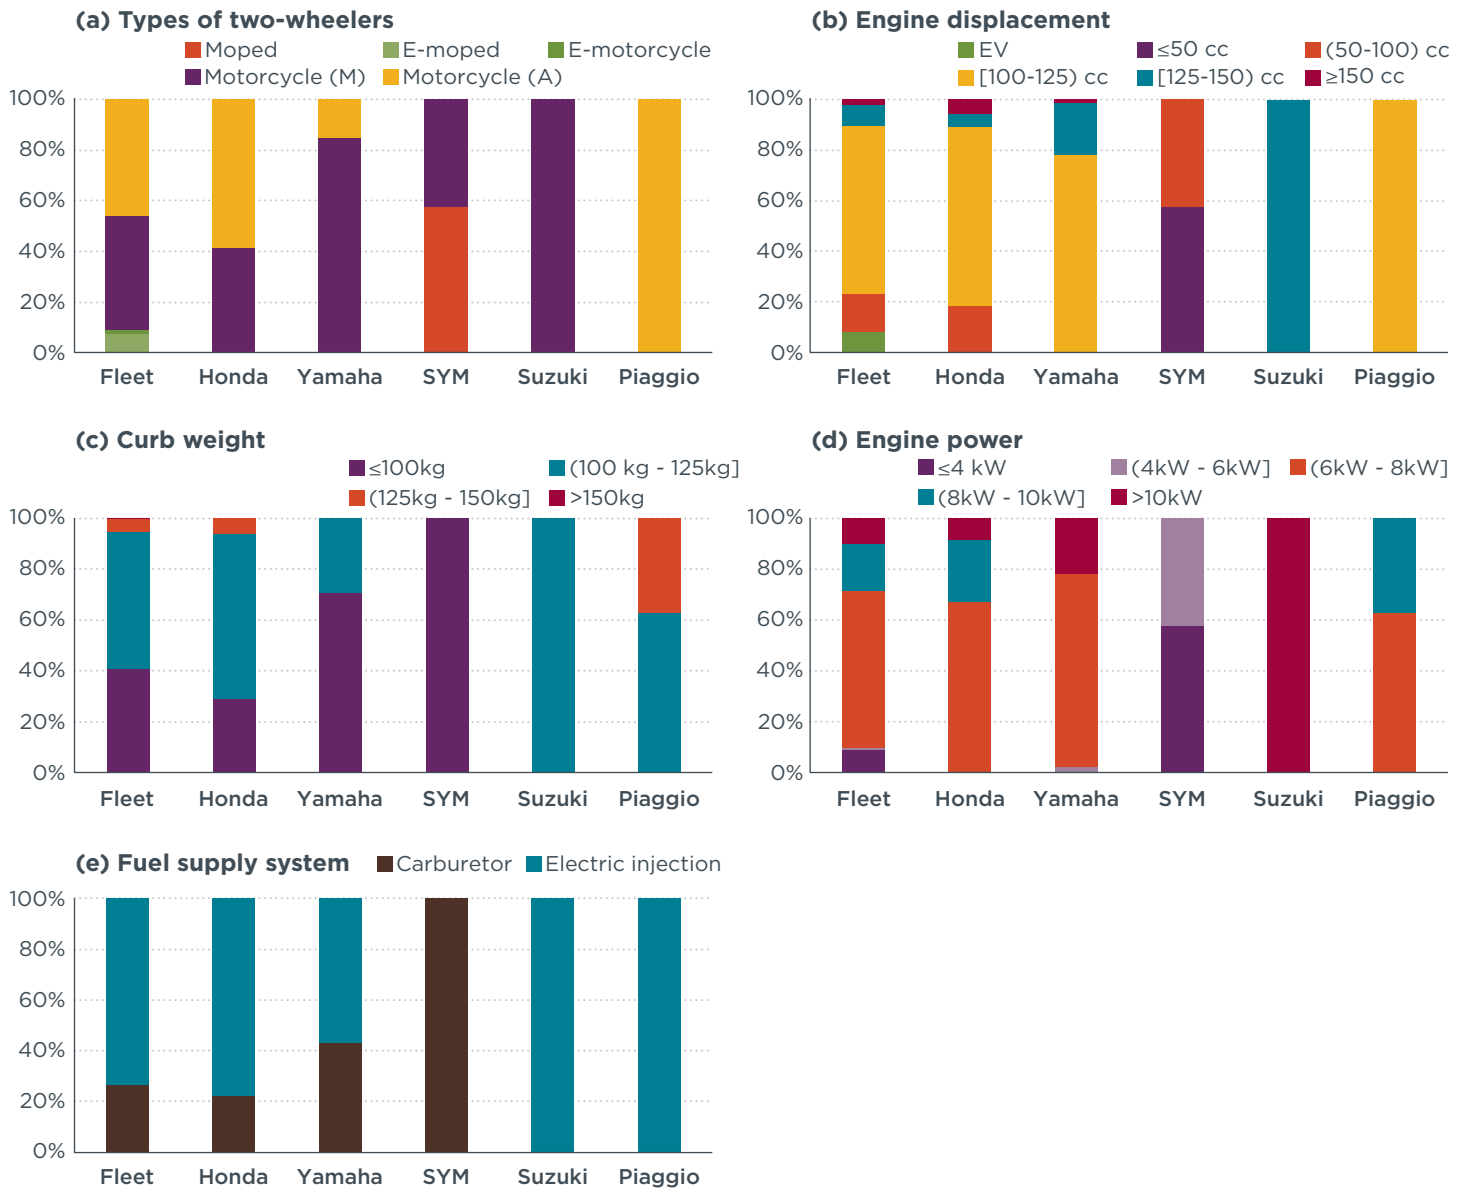 (a) Types of two-wheelers
Moped E-moped E-motorcycle
Motorcycle (M) Motorcycle (A)
100%
80%
60%
40%
20%
0%
Fleet Honda Yamaha SYM Suzuki Piaggio
(b) Engine displacement
EV ≤50 cc (50-100) cc
[100-125) cc [125-150) cc ≥150 cc
100%
80%
60%
40%
20%
0%
Fleet Honda Yamaha SYM Suzuki Piaggio
(c) Curb weight
≤100kg (100 kg - 125kg]
(125kg - 150kg] >150kg
100%
80%
60%
40%
20%
0%
Fleet Honda Yamaha SYM Suzuki Piaggio
(d) Engine power
≤4 kW (4kW - 6kW] (6kW - 8kW]
(8kW - 10kW] >10kW
100%
80%
60%
40%
20%
0%
Fleet Honda Yamaha SYM Suzuki Piaggio
(e) Fuel supply system Carburetor Electric injection
100%
80%
60%
40%
20%
0%
Fleet Honda Yamaha SYM Suzuki Piaggio